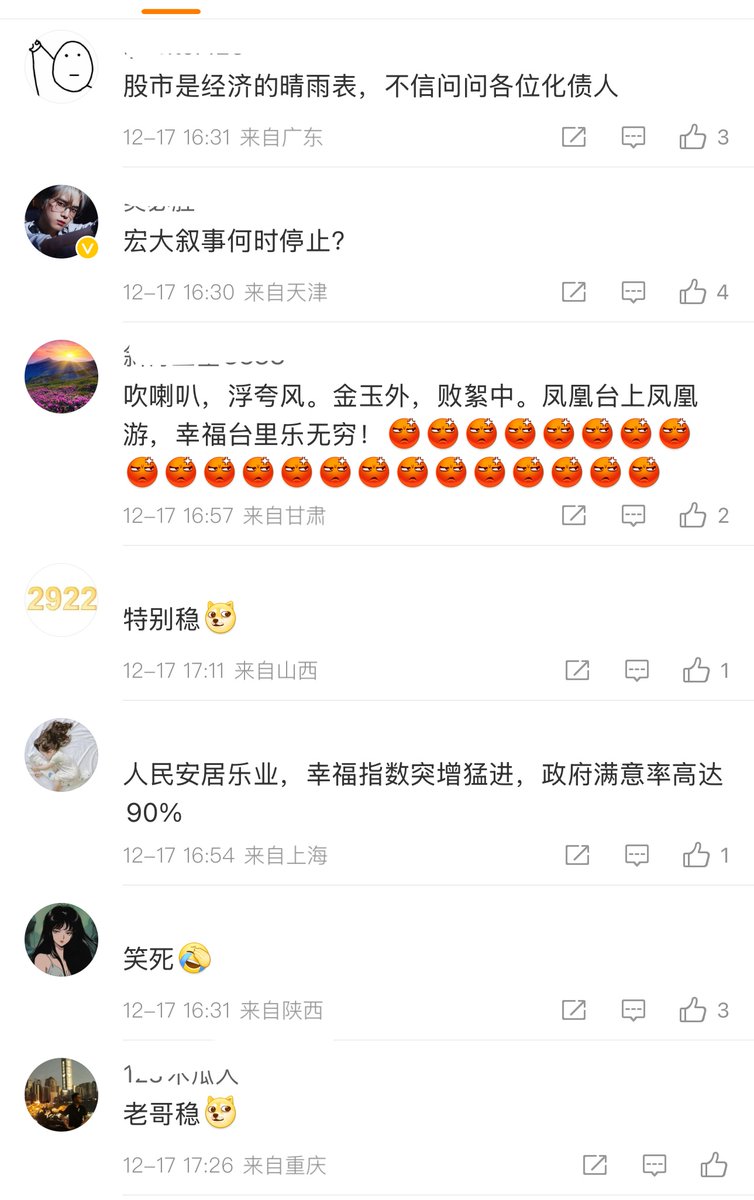 股市是经济的晴雨表，不信问问各位化债人
12-17 16:31 来自广东
3
宏大叙事何时停止？
12-17 16:30 来自天津
4
吹喇叭，浮夸风。金玉外，败絮中。凤凰台上凤凰
游，幸福台里乐无穷！
12-17 16:57 来自甘肃
2
2922
特别稳
12-17 17:11 来自山西
1
人民安居乐业，幸福指数突增猛进，政府满意率高达
90%
12-17 16:54 来自上海
1
笑死
12-17 16:31 来自陕西
3
老哥稳
12-17 17:26 来自重庆